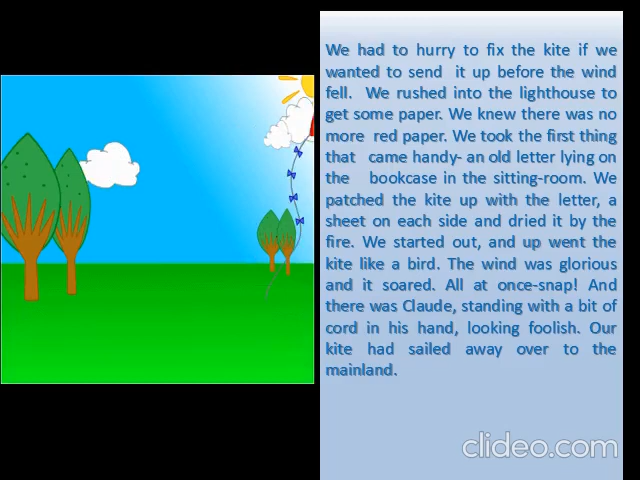 We had to hurry to fix the kite if we
wanted to send it up before the wind
fell. We rushed into the lighthouse to
get some paper. We knew there was no
more red paper. We took the first thing
that came handy- an old letter lying on
the bookcase in the sitting-room. We
patched the kite up with the letter, a
sheet on each side and dried it by the
fire. We started out, and up went the
kite like a bird. The wind was glorious
and it soared. All at once-snap! And
there was Claude, standing with a bit of
cord in his hand, looking foolish. Our
kite had sailed away over to the
mainland.
clideo.com